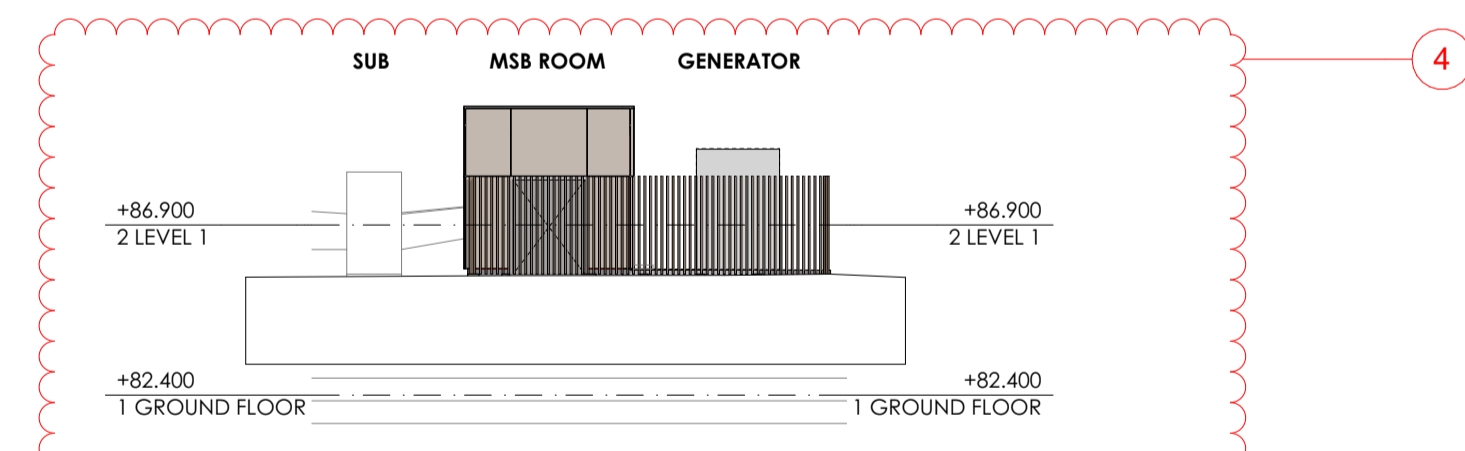 SUB MSB ROOM GENERATOR
4
+86.900 +86.900
2 LEVEL 1 2 LEVEL 1
+82.400 +82.400
1 GROUND FLOOR 1 GROUND FLOOR